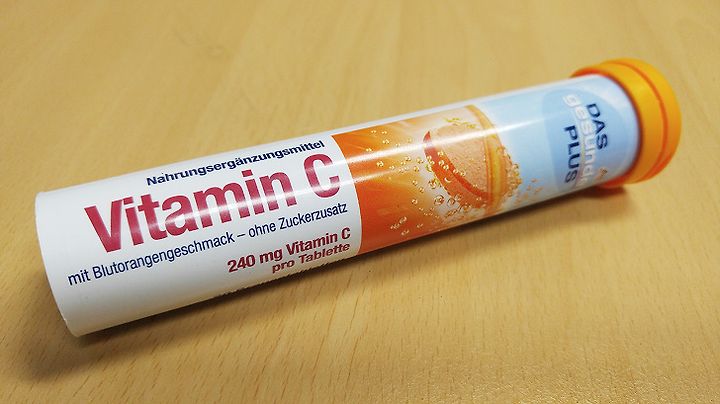 Nahrungsergänzungsmittel
Vitamin C
mit Blutorangengeschmack – ohne Zuckerzusatz
240 mg Vitamin C
pro Tablette
DAS
gesunde
PLUS